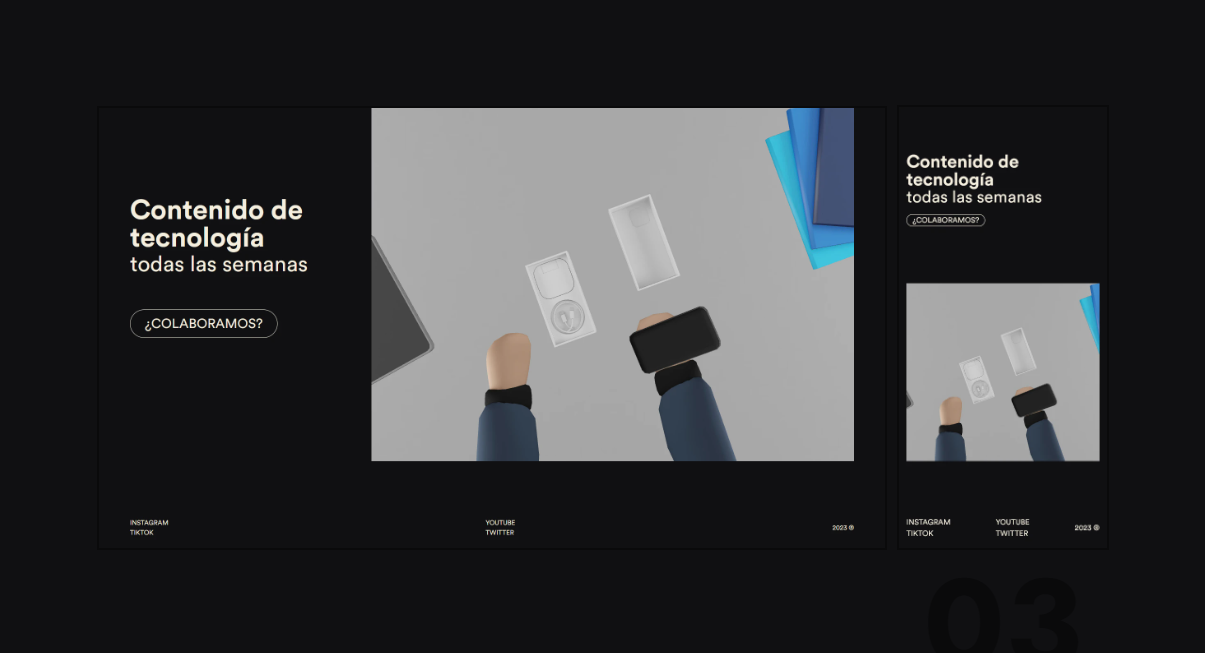 Contenido de
tecnología
todas las semanas
¿COLABORAMOS?
INSTAGRAM
TIKTOK
YOUTUBE
TWITTER
2023 ®
Contenido de
tecnología
todas las semanas
¿COLABORAMOS?
INSTAGRAM
TIKTOK
YOUTUBE
TWITTER
2023 ®
03